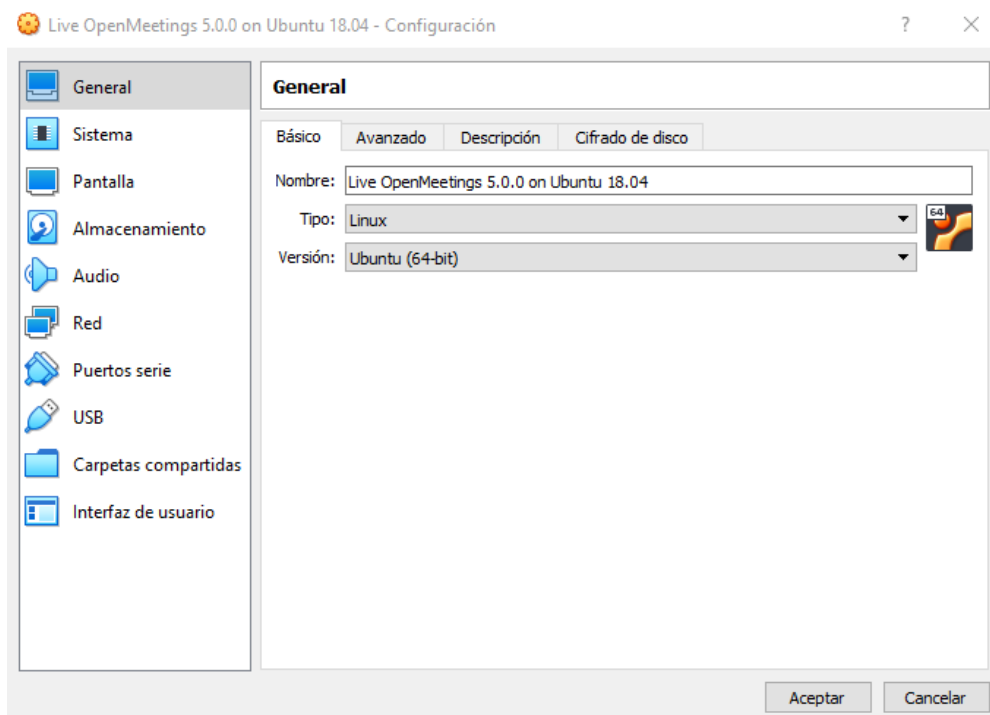 Live OpenMeetings 5.0.0 on Ubuntu 18.04 - Configuración
?
General
Sistema
Pantalla
Almacenamiento
Audio
Red
Puertos serie
USB
Carpetas compartidas
Interfaz de usuario
General
Básico Avanzado Descripción Cifrado de disco
Nombre: Live OpenMeetings 5.0.0 on Ubuntu 18.04
Tipo: Linux
64
Versión: Ubuntu (64-bit)
Aceptar Cancelar